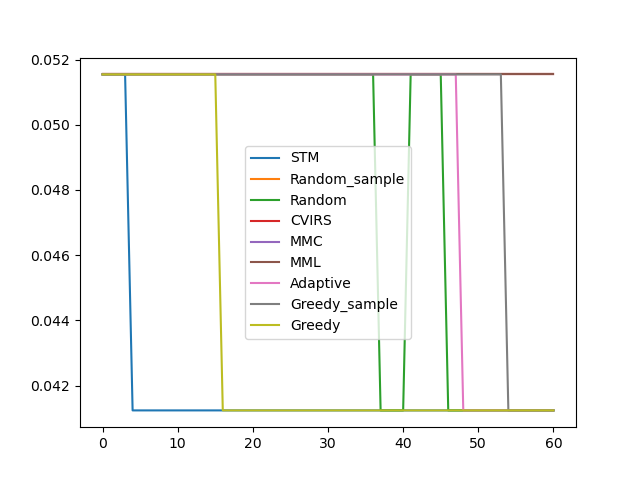 0.052
0.050
0.048
0.046
0.044
0.042
STM
Random_sample
Random
CVIRS
MMC
MML
Adaptive
Greedy_sample
Greedy
0 10 20 30 40 50 60